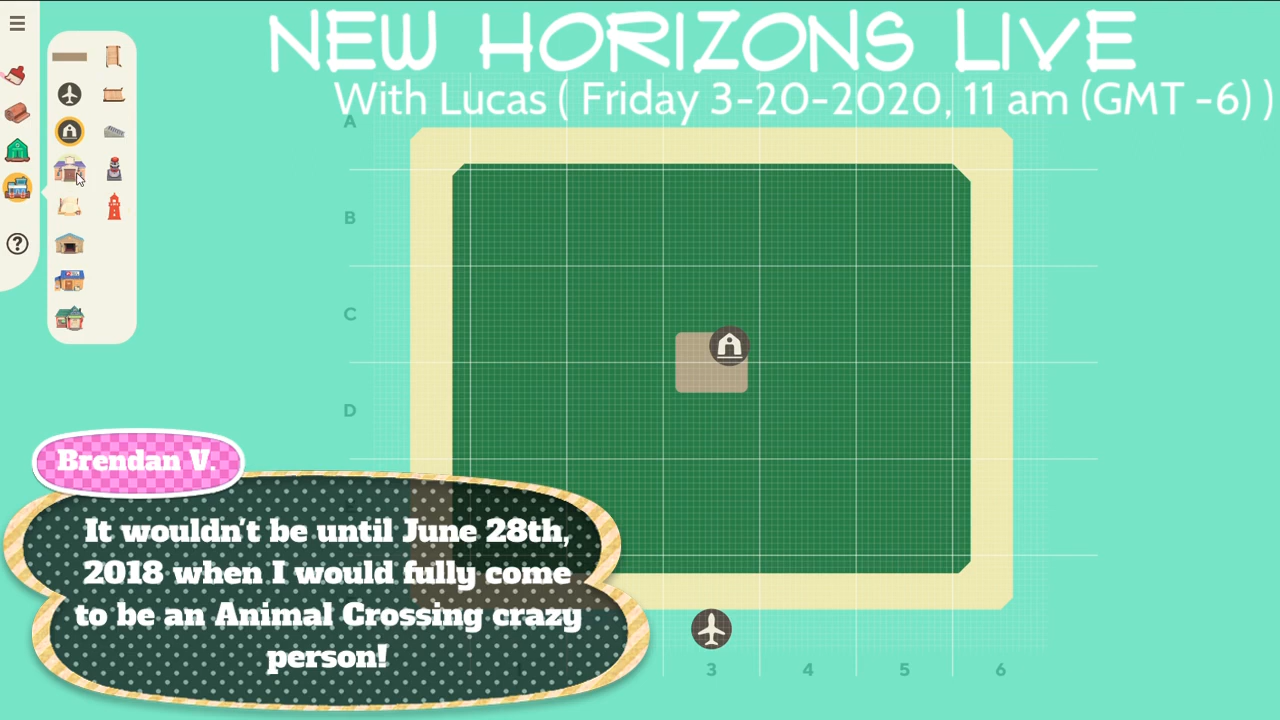 NEW HORIZONS LIVE
With Lucas ( Friday 3-20-2020, 11 am (GMT -6) )
A
B
C
D
Brendan V.
It wouldn't be until June 28th,
2018 when I would fully come
to be an Animal Crossing crazy
person!
3 4 5 6